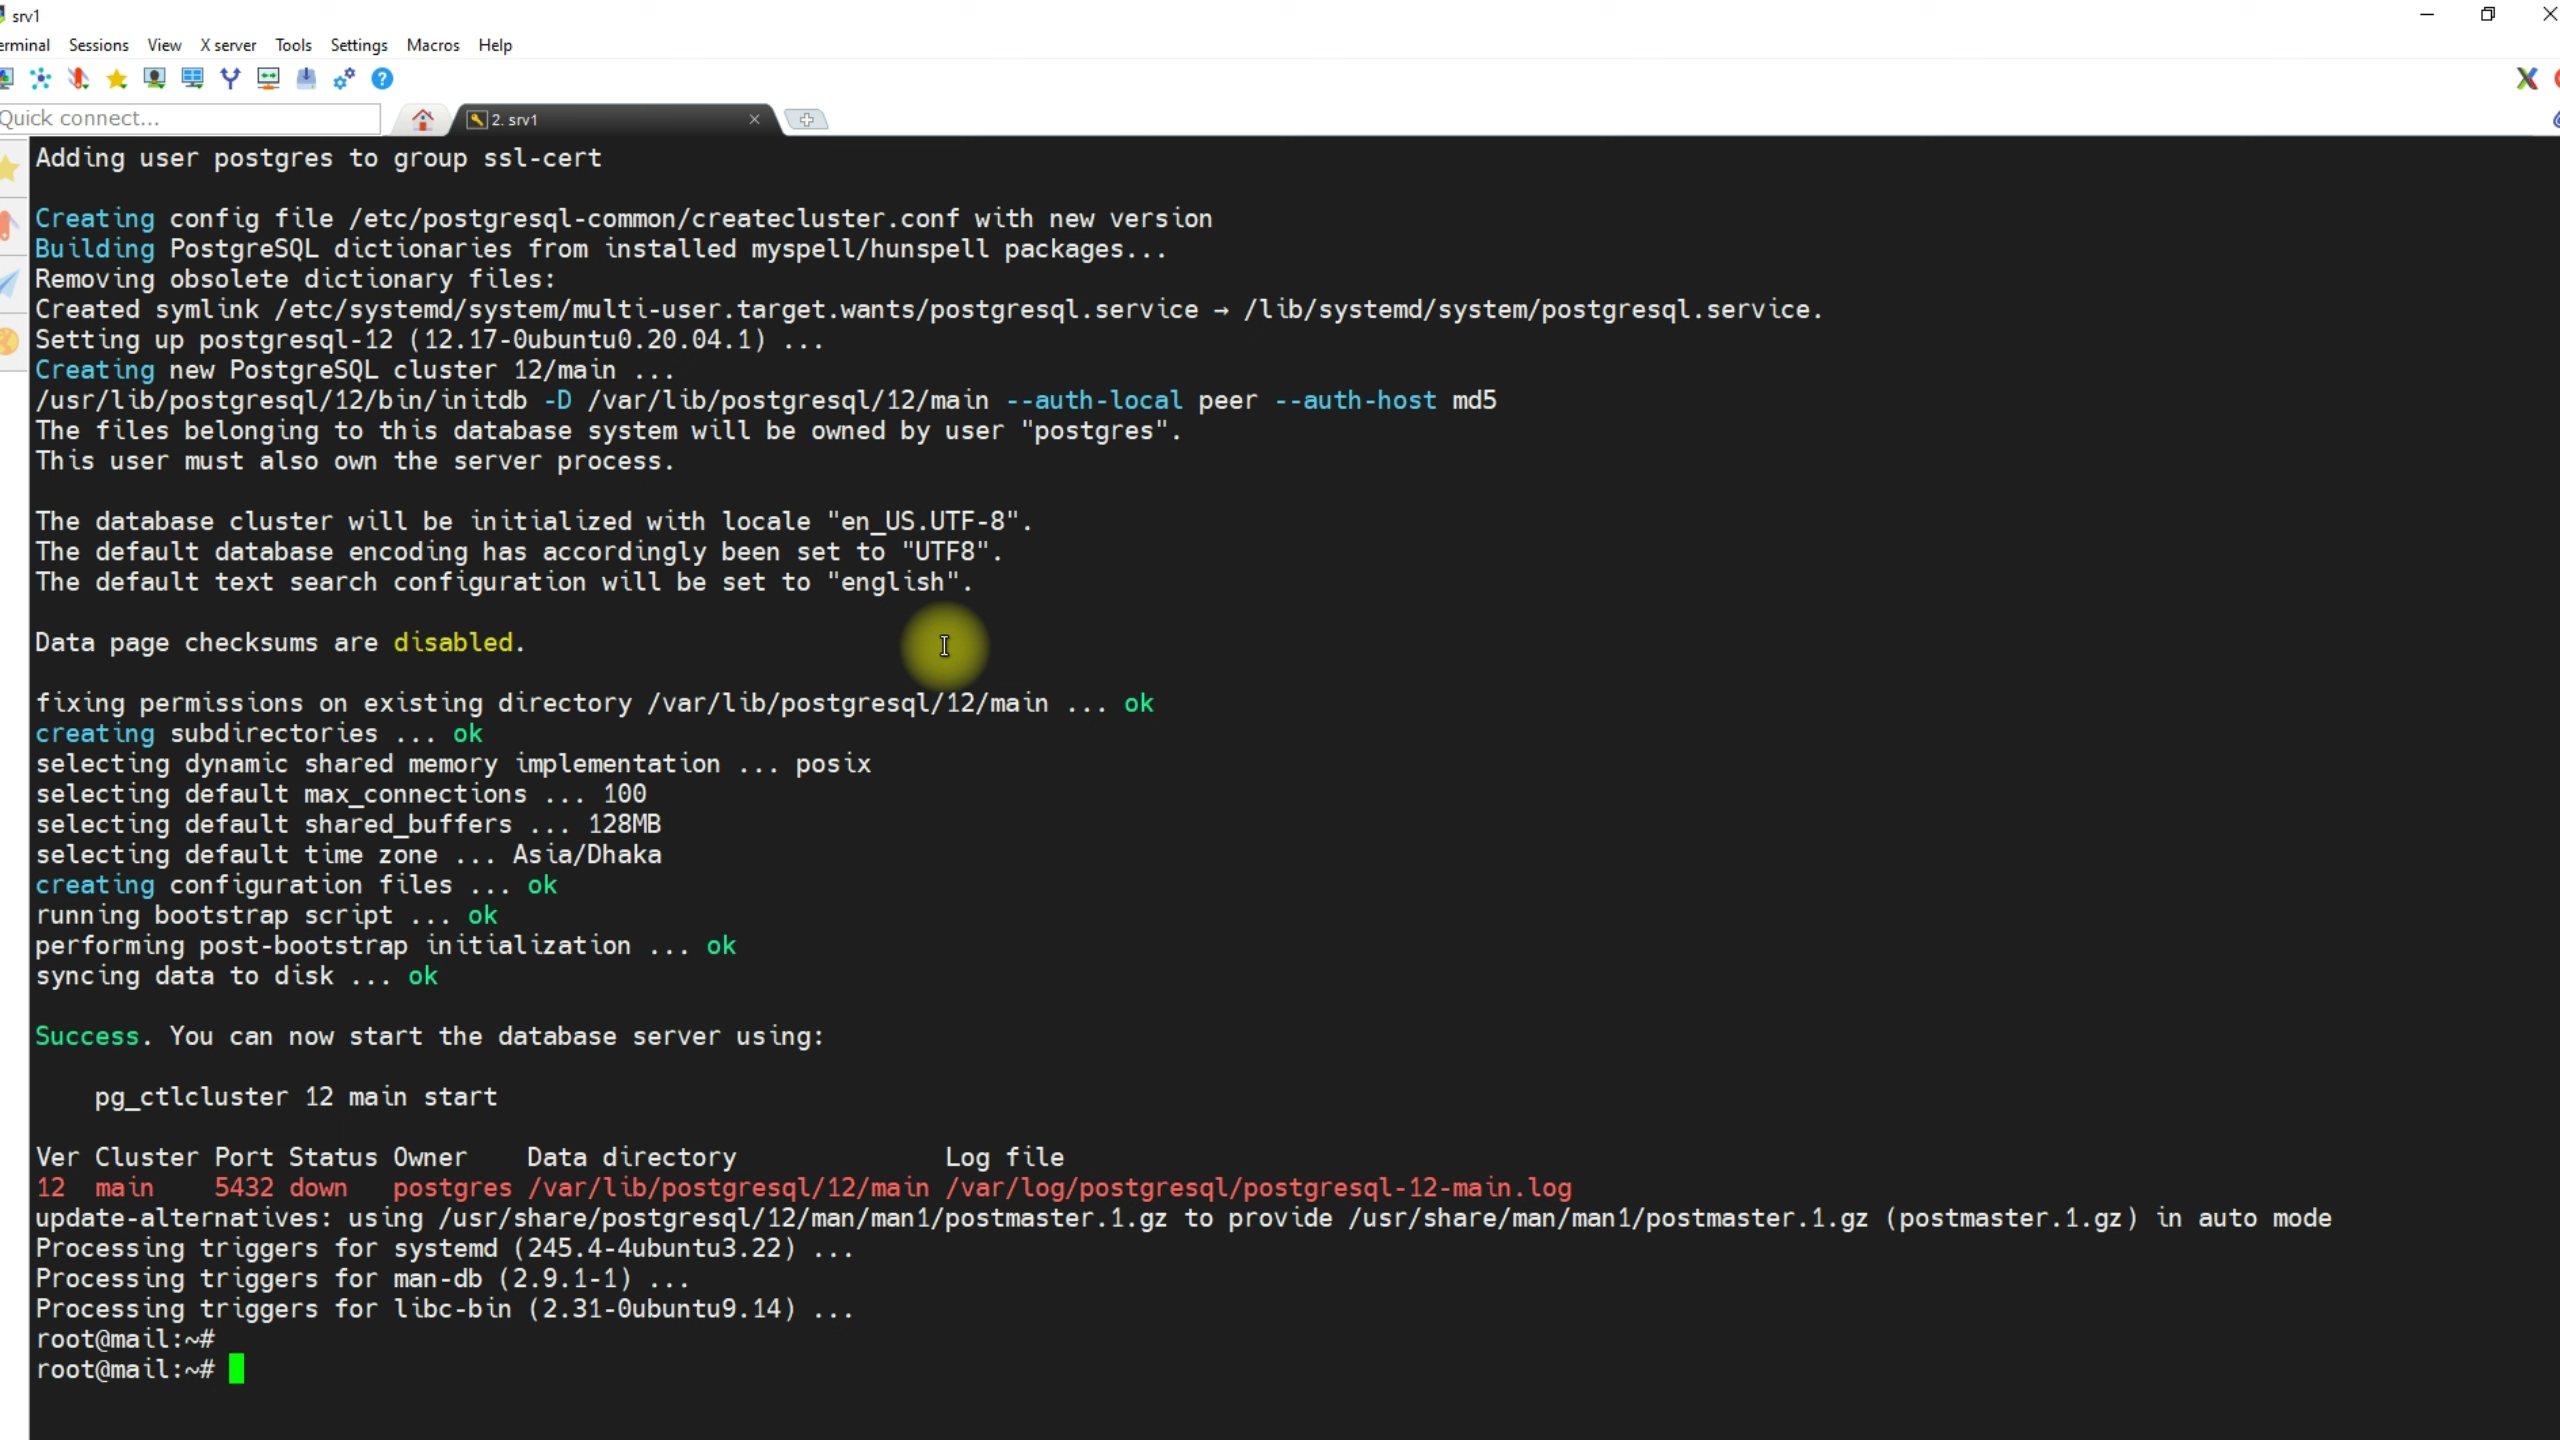 srv1
erminal Sessions View X server Tools Settings Macros Help
Quick connect...
2. srv1
Adding user postgres to group ssl-cert
Creating config file /etc/postgresql-common/createcluster.conf with new version
Building PostgreSQL dictionaries from installed myspell/hunspell packages...
Removing obsolete dictionary files:
Created symlink /etc/systemd/system/multi-user.target.wants/postgresql.service → /lib/systemd/system/postgresql.service.
Setting up postgresql-12 (12.17-0ubuntu0.20.04.1) ...
Creating new PostgreSQL cluster 12/main ...
/usr/lib/postgresql/12/bin/initdb -D /var/lib/postgresql/12/main --auth-local peer --auth-host md5
The files belonging to this database system will be owned by user "postgres".
This user must also own the server process.
The database cluster will be initialized with locale "en_US.UTF-8".
The default database encoding has accordingly been set to "UTF8".
The default text search configuration will be set to "english".
Data page checksums are disabled.
fixing permissions on existing directory /var/lib/postgresql/12/main ... ok
creating subdirectories ... ok
selecting dynamic shared memory implementation ... posix
selecting default max_connections ... 100
selecting default shared_buffers ... 128MB
selecting default time zone ... Asia/Dhaka
creating configuration files ... ok
running bootstrap script ... ok
performing post-bootstrap initialization ... ok
syncing data to disk ... ok
Success. You can now start the database server using:
pg_ctlcluster 12 main start
Ver Cluster Port Status Owner    Data directory              Log file
12  main    5432 down   postgres /var/lib/postgresql/12/main /var/log/postgresql/postgresql-12-main.log
update-alternatives: using /usr/share/postgresql/12/man/man1/postmaster.1.gz to provide /usr/share/man/man1/postmaster.1.gz (postmaster.1.gz) in auto mode
Processing triggers for systemd (245.4-4ubuntu3.22) ...
Processing triggers for man-db (2.9.1-1) ...
Processing triggers for libc-bin (2.31-0ubuntu9.14) ...
root@mail:~#
root@mail:~#